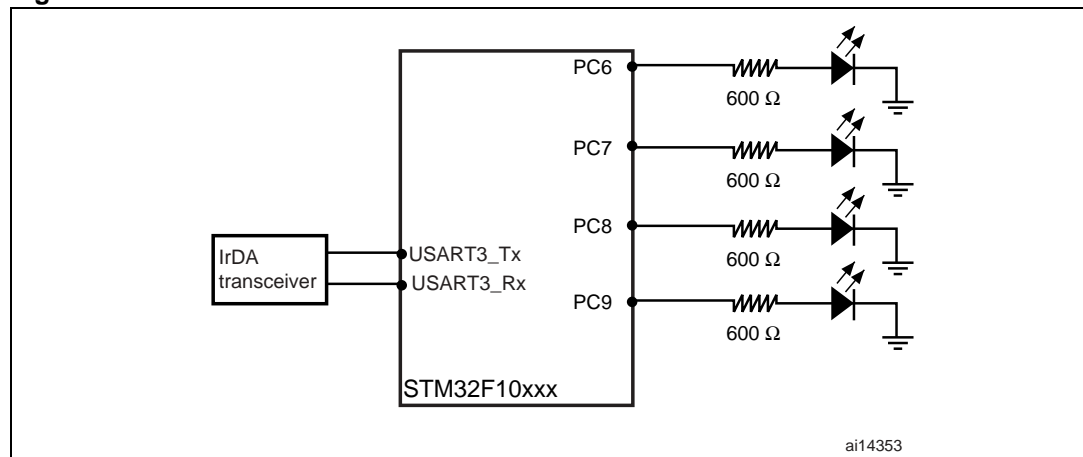 PC6
600 Ω
PC7
600 Ω
PC8
600 Ω
IrDA
transceiver
USART3_Tx
USART3_Rx
PC9
600 Ω
STM32F10xxx
ai14353